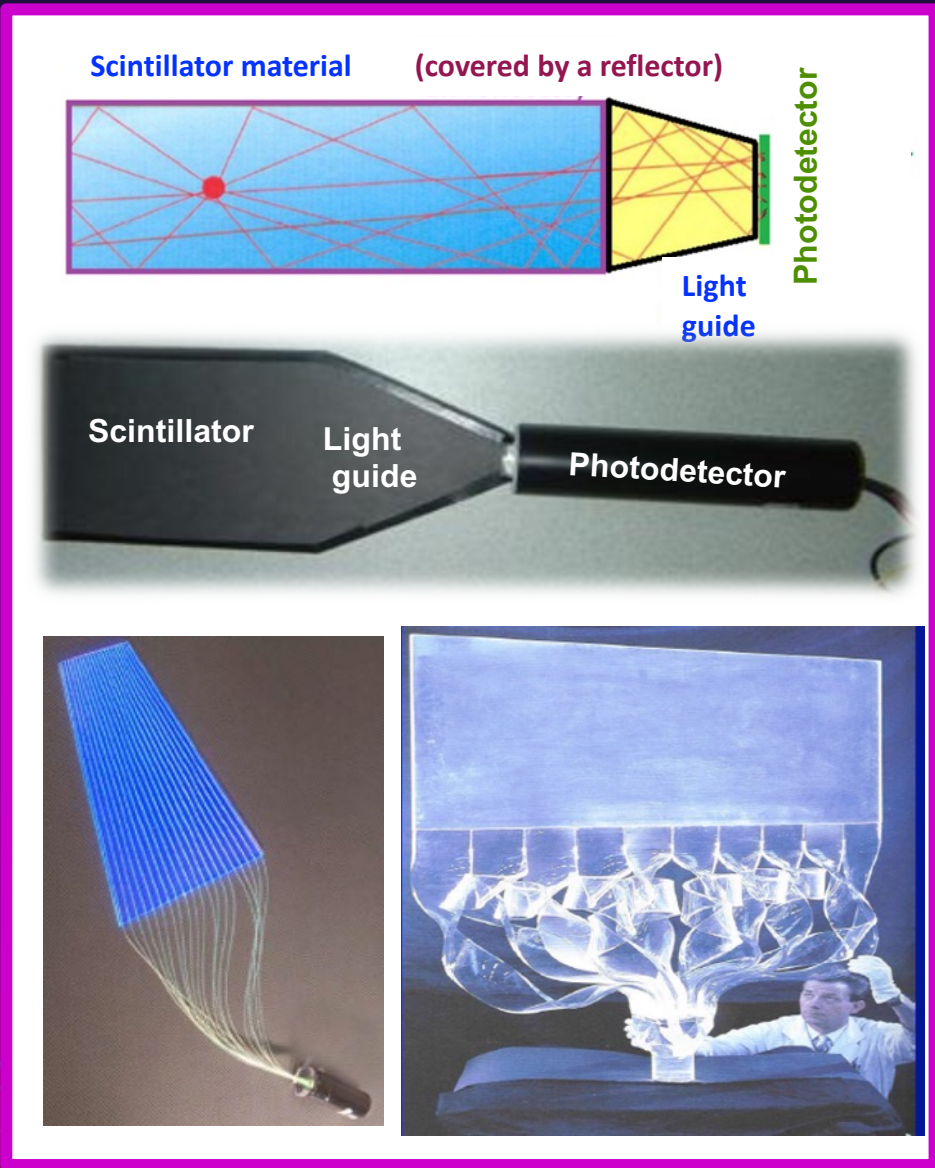 Scintillator material (covered by a reflector)
Photodetector
Light
guide
Scintillator
Light
guide
Photodetector